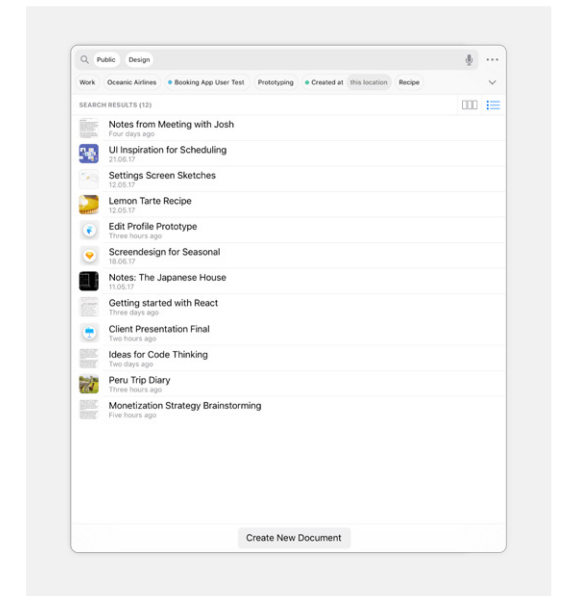 Public Design
Work Oceanic Airlines Booking App User Test Prototyping Created at this location Recipe
SEARCH RESULTS (12)
Notes from Meeting with Josh
Four days ago
UI Inspiration for Scheduling
21.06.17
Settings Screen Sketches
12.05.17
Lemon Tarte Recipe
12.05.17
Edit Profile Prototype
Three hours ago
Screendesign for Seasonal
18.06.17
Notes: The Japanese House
11.05.17
Getting started with React
Three days ago
Client Presentation Final
Two hours ago
Ideas for Code Thinking
Two days ago
Peru Trip Diary
Three hours ago
Monetization Strategy Brainstorming
Five hours ago
Create New Document